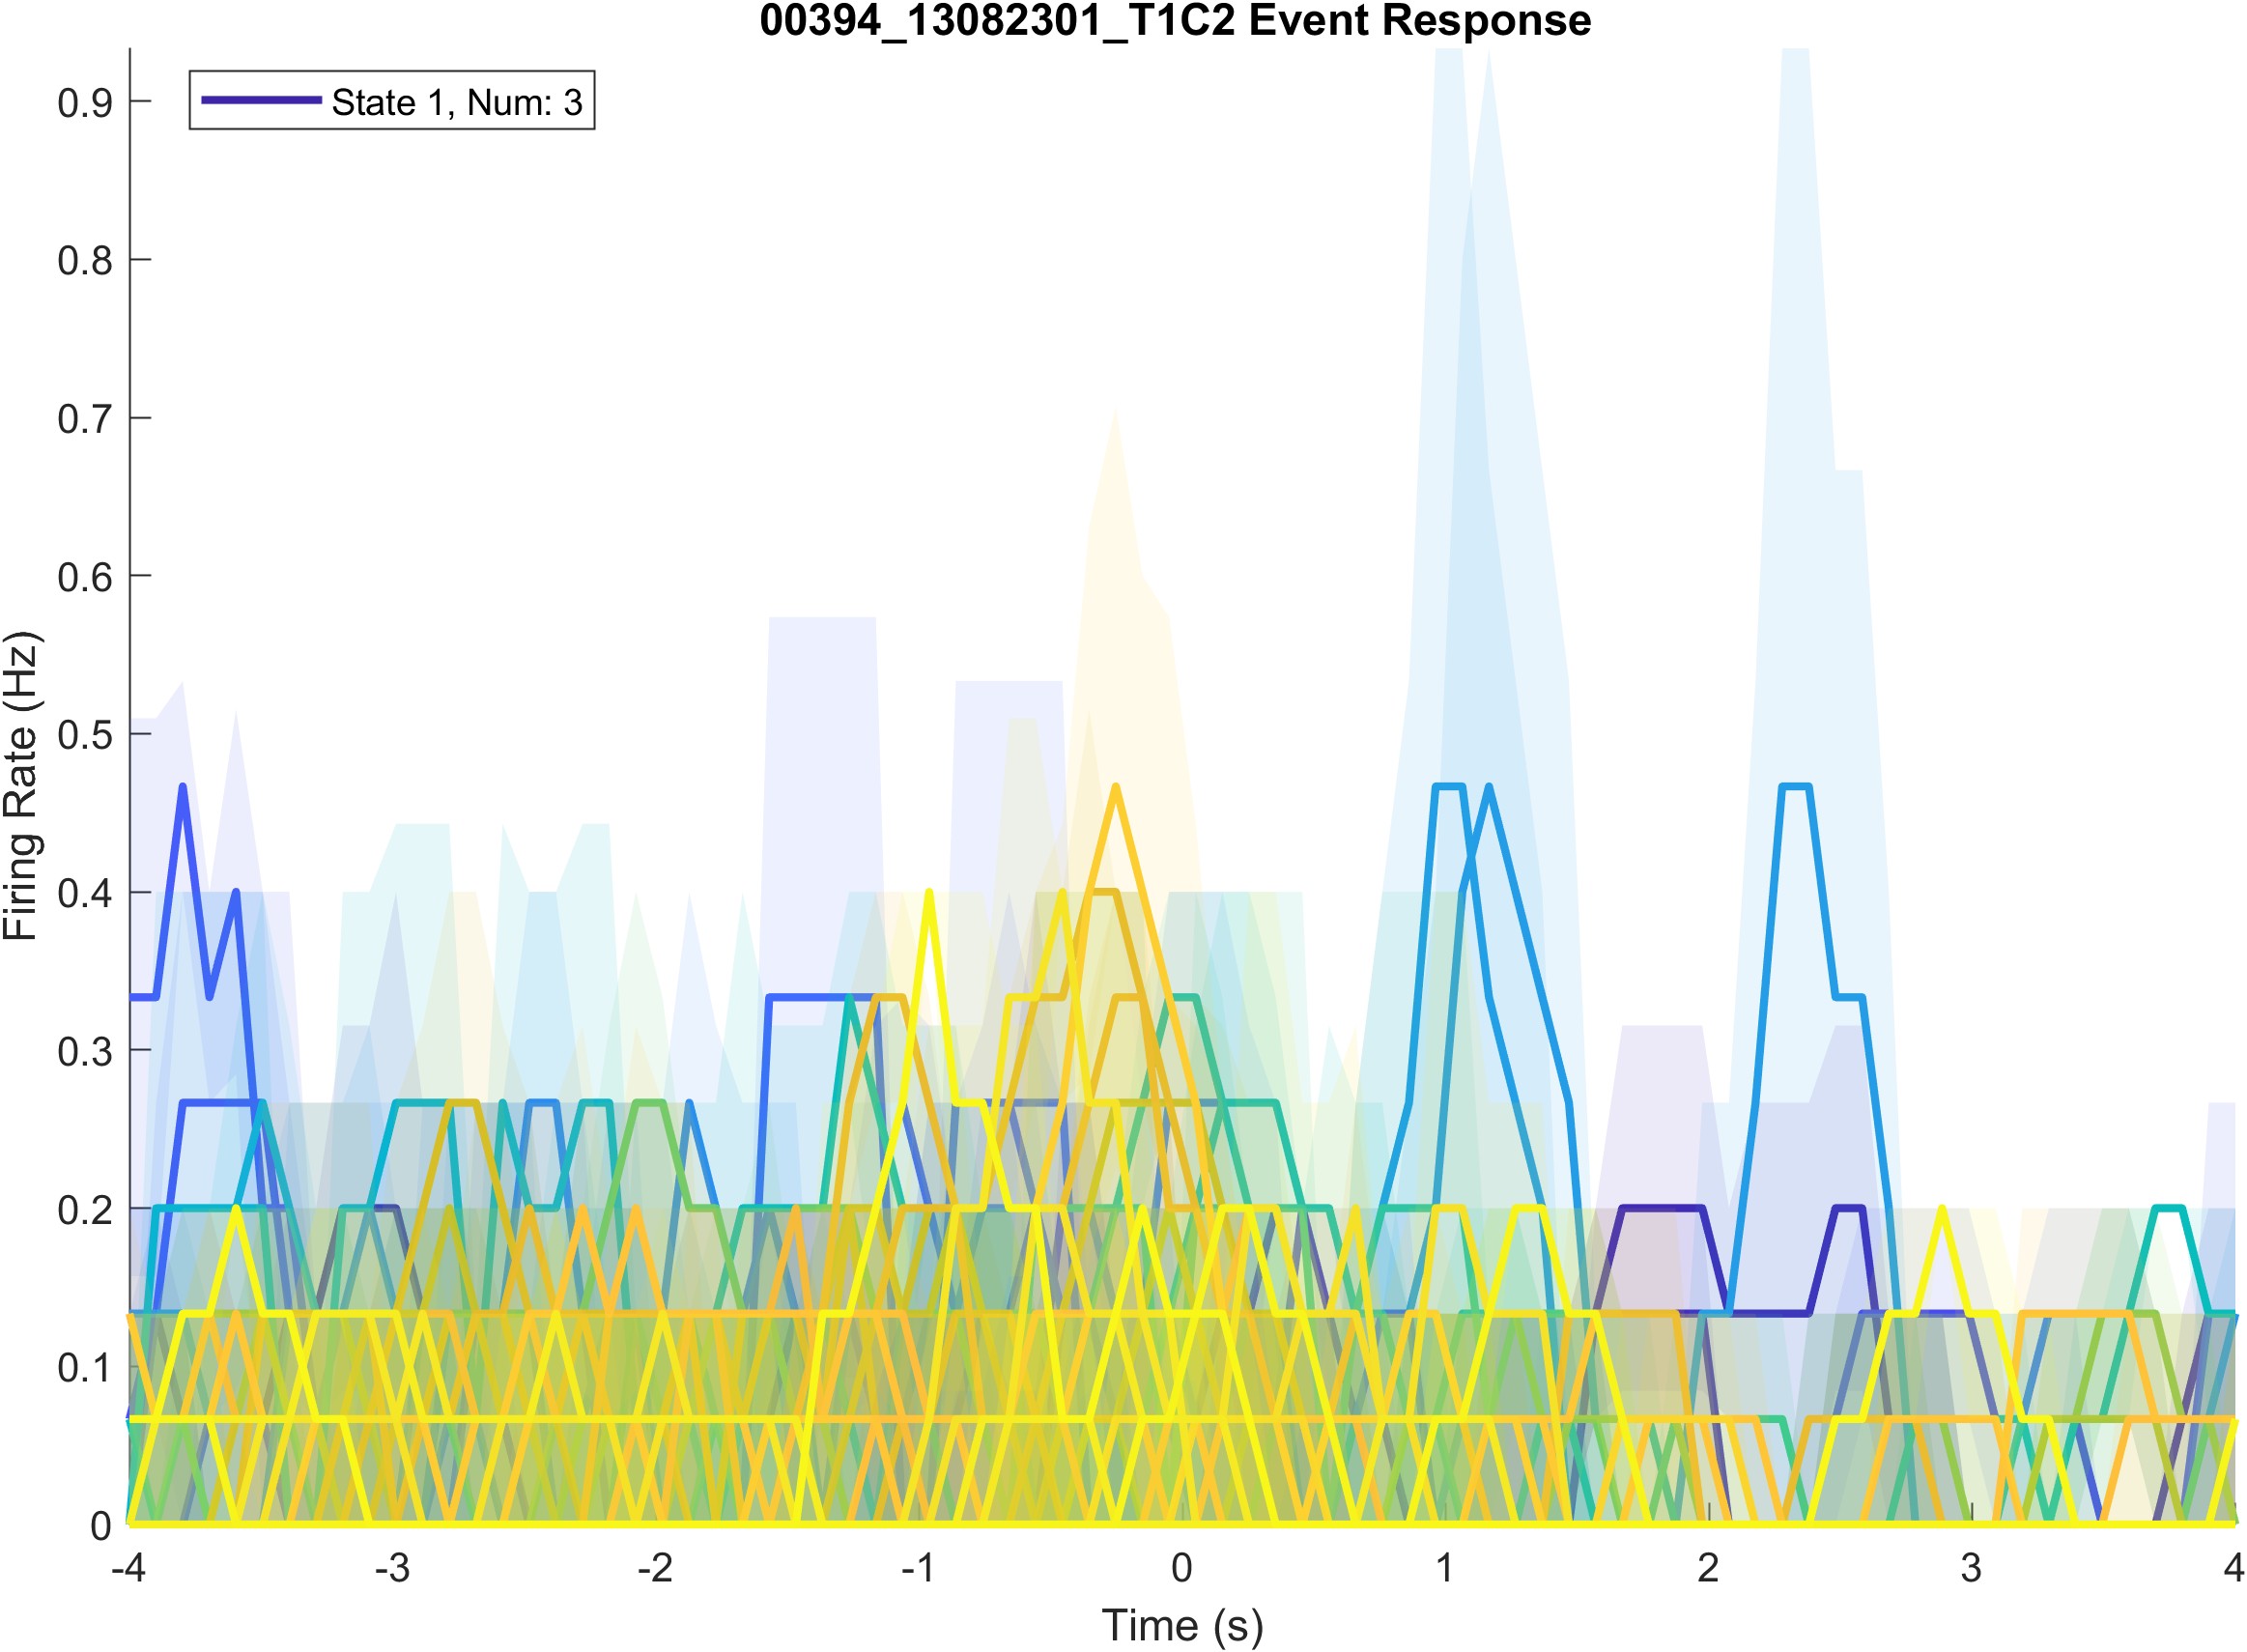 00394_13082301_T1C2 Event Response
State 1, Num: 3
0.9
0.8
0.7
0.6
0.5
0.4
0.3
0.2
0.1
0
Firing Rate (Hz)
-4 -3 -2 -1 0 1 2 3 4
Time (s)